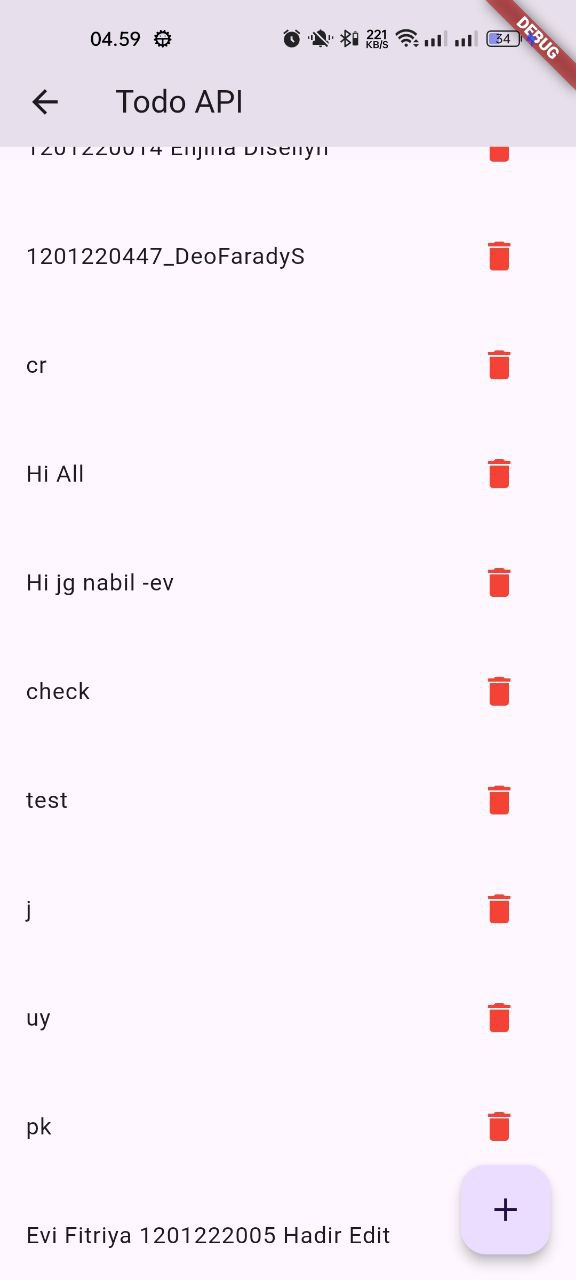 04.59
221
KB/S
34
DEBUG
Todo API
1201220014
1201220447_DeoFaradyS
cr
Hi All
Hi jg nabil -ev
check
test
j
uy
pk
Evi Fitriya 1201222005 Hadir Edit